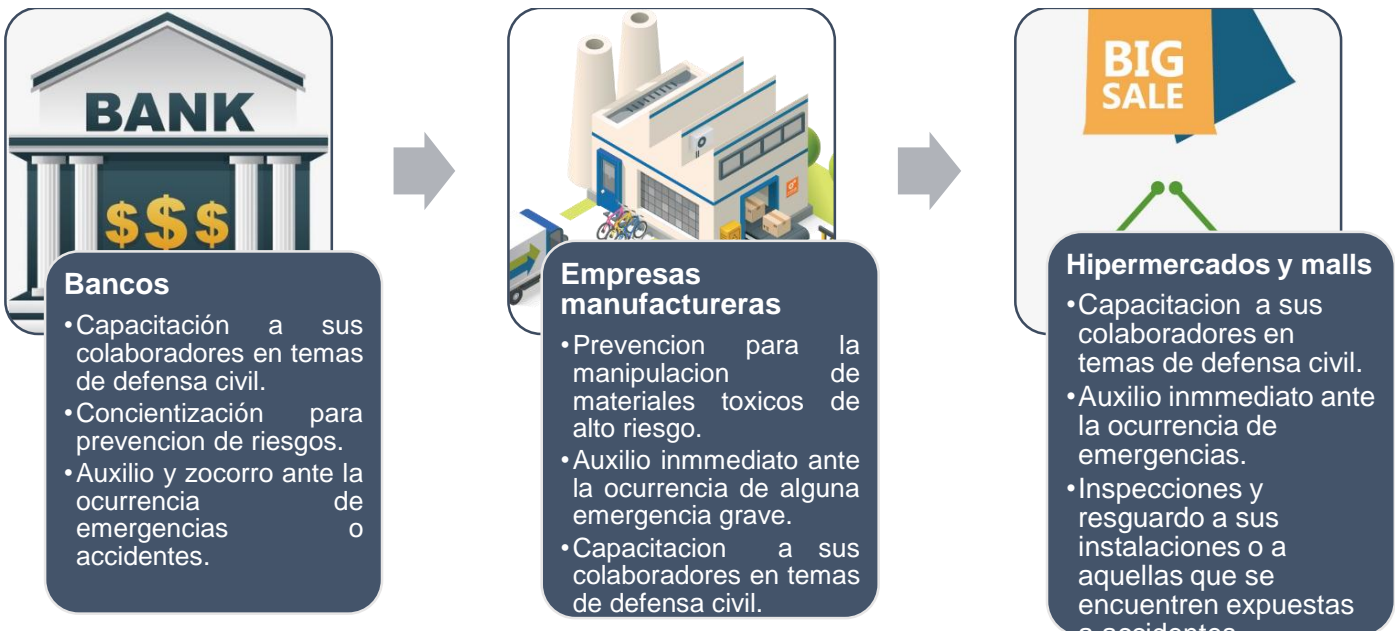 BANK
$$$
Bancos
•Capacitación a sus
colaboradores en temas
de defensa civil.
•Concientización para
prevencion de riesgos.
•Auxilio y zocorro ante la
ocurrencia de
emergencias o
accidentes.
Empresas
manufactureras
•Prevencion para la
manipulacion de
materiales toxicos de
alto riesgo.
•Auxilio inmmediato ante
la ocurrencia de alguna
emergencia grave.
•Capacitacion a sus
colaboradores en temas
de defensa civil.
BIG
SALE
Hipermercados y malls
•Capacitacion a sus
colaboradores en
temas de defensa civil.
•Auxilio inmmediato ante
la ocurrencia de
emergencias.
•Inspecciones y
resguardo a sus
instalaciones o a
aquellas que se
encuentren expuestas
a accidentes